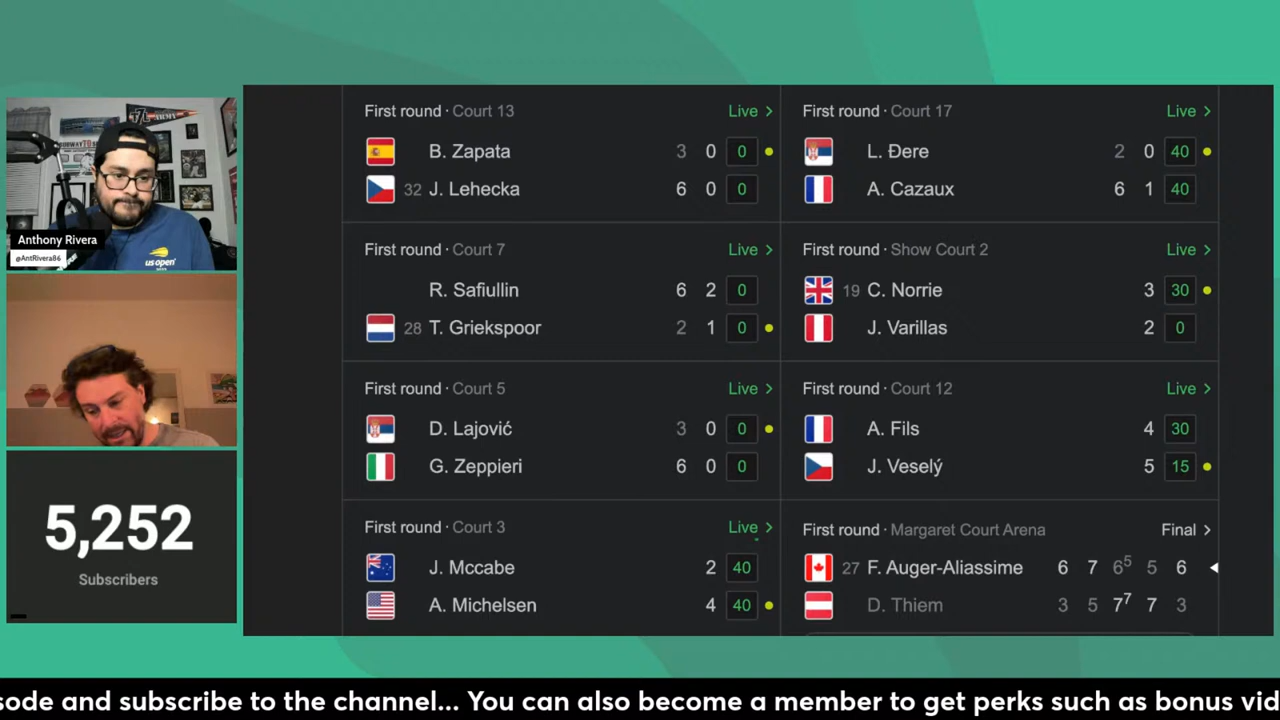 First round · Court 13 Live >
B. Zapata 3 0 0
32 J. Lehecka 6 0 0
First round · Court 17 Live >
L. Đere 2 0 40
A. Cazaux 6 1 40
First round · Court 7 Live >
R. Safiullin 6 2 0
28 T. Griekspoor 2 1 0
First round · Show Court 2 Live >
19 C. Norrie 3 30
J. Varillas 2 0
First round · Court 5 Live >
D. Lajović 3 0 0
G. Zeppieri 6 0 0
First round · Court 12 Live >
A. Fils 4 30
J. Veselý 5 15
First round · Court 3 Live >
J. Mccabe 2 40
A. Michelsen 4 40
First round · Margaret Court Arena Final >
27 F. Auger-Aliassime 6 7 6⁵ 5 6
D. Thiem 3 5 7⁷ 7 3
ARMY
us open
Anthony Rivera
@AntRivera86
5,252
Subscribers
sode and subscribe to the channel... You can also become a member to get perks such as bonus vid